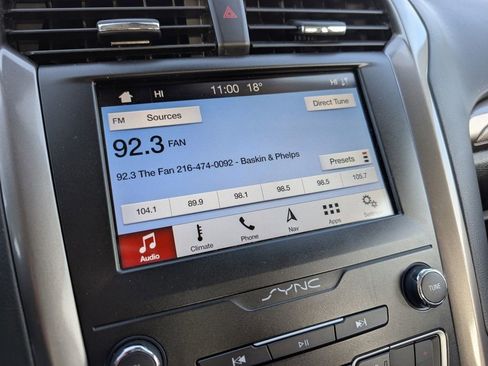 HI 11:00 18° HI
FM Sources Direct Tune
92.3 FAN
92.3 The Fan 216-474-0092 - Baskin & Phelps
Presets
104.1 89.9 98.1 98.5 98.5 105.7
Audio Climate Phone Nav Apps Settings
SYNC
TUNE